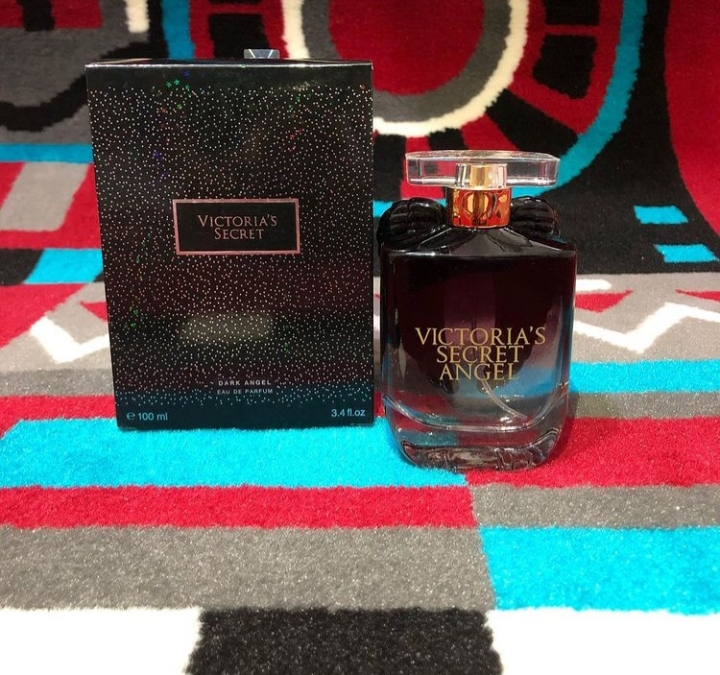 VICTORIA'S
SECRET
DARK ANGEL
EAU DE PARFUM
℮ 100 ml
3.4 fl.oz
VICTORIA'S
SECRET
ANGEL